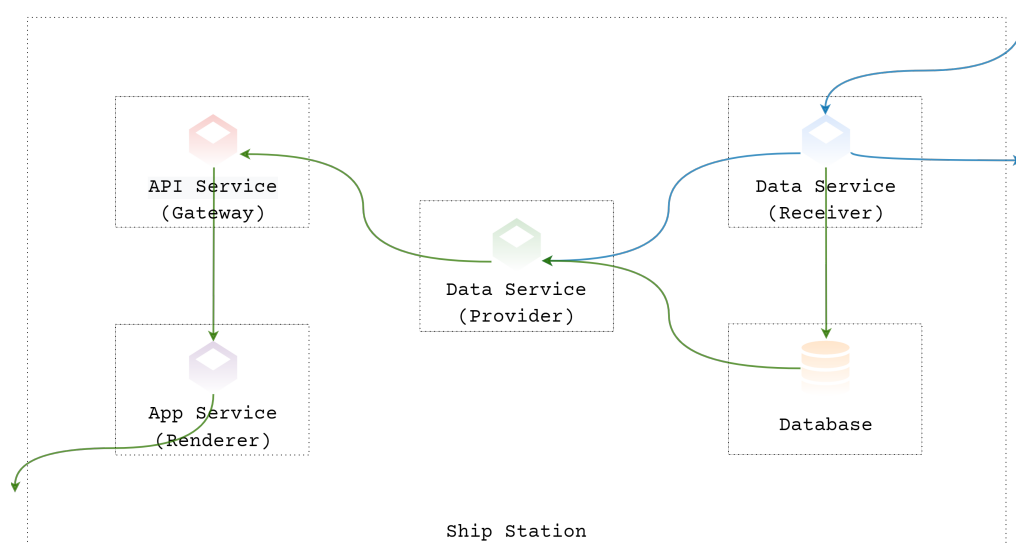 API Service
(Gateway)
Data Service
(Receiver)
Data Service
(Provider)
App Service
(Renderer)
Database
Ship Station